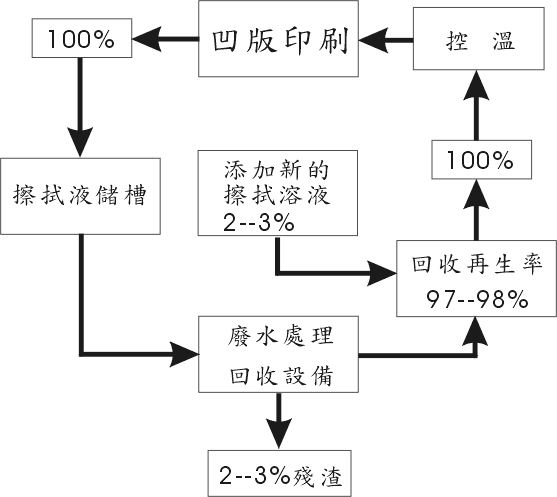 100%
凹版印刷
控 溫
100%
擦拭液儲槽
添加新的
擦拭溶液
2--3%
回收再生率
97--98%
廢水處理
回收設備
2--3%殘渣